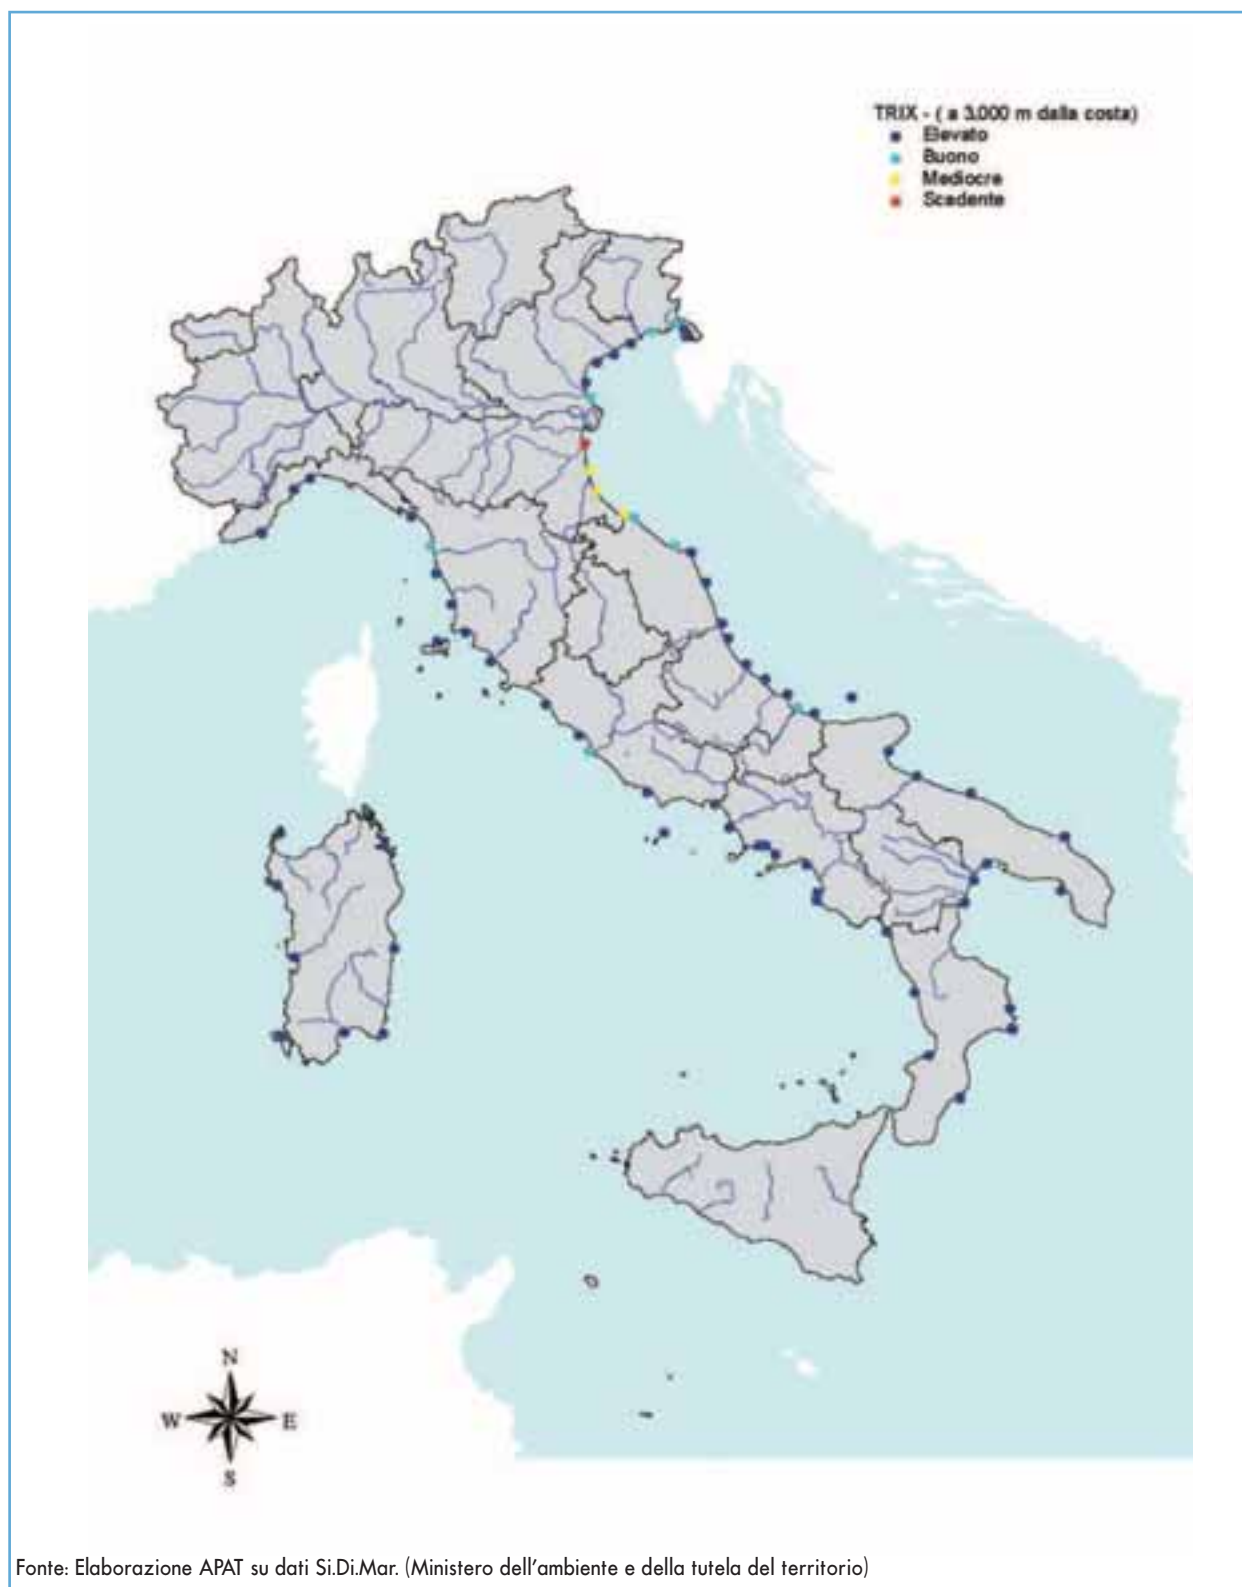 TRIX - ( a 3.000 m dalla costa)
Elevato
Buono
Mediocre
Scadente
N
W E
S
Fonte: Elaborazione APAT su dati Si.Di.Mar. (Ministero dell'ambiente e della tutela del territorio)